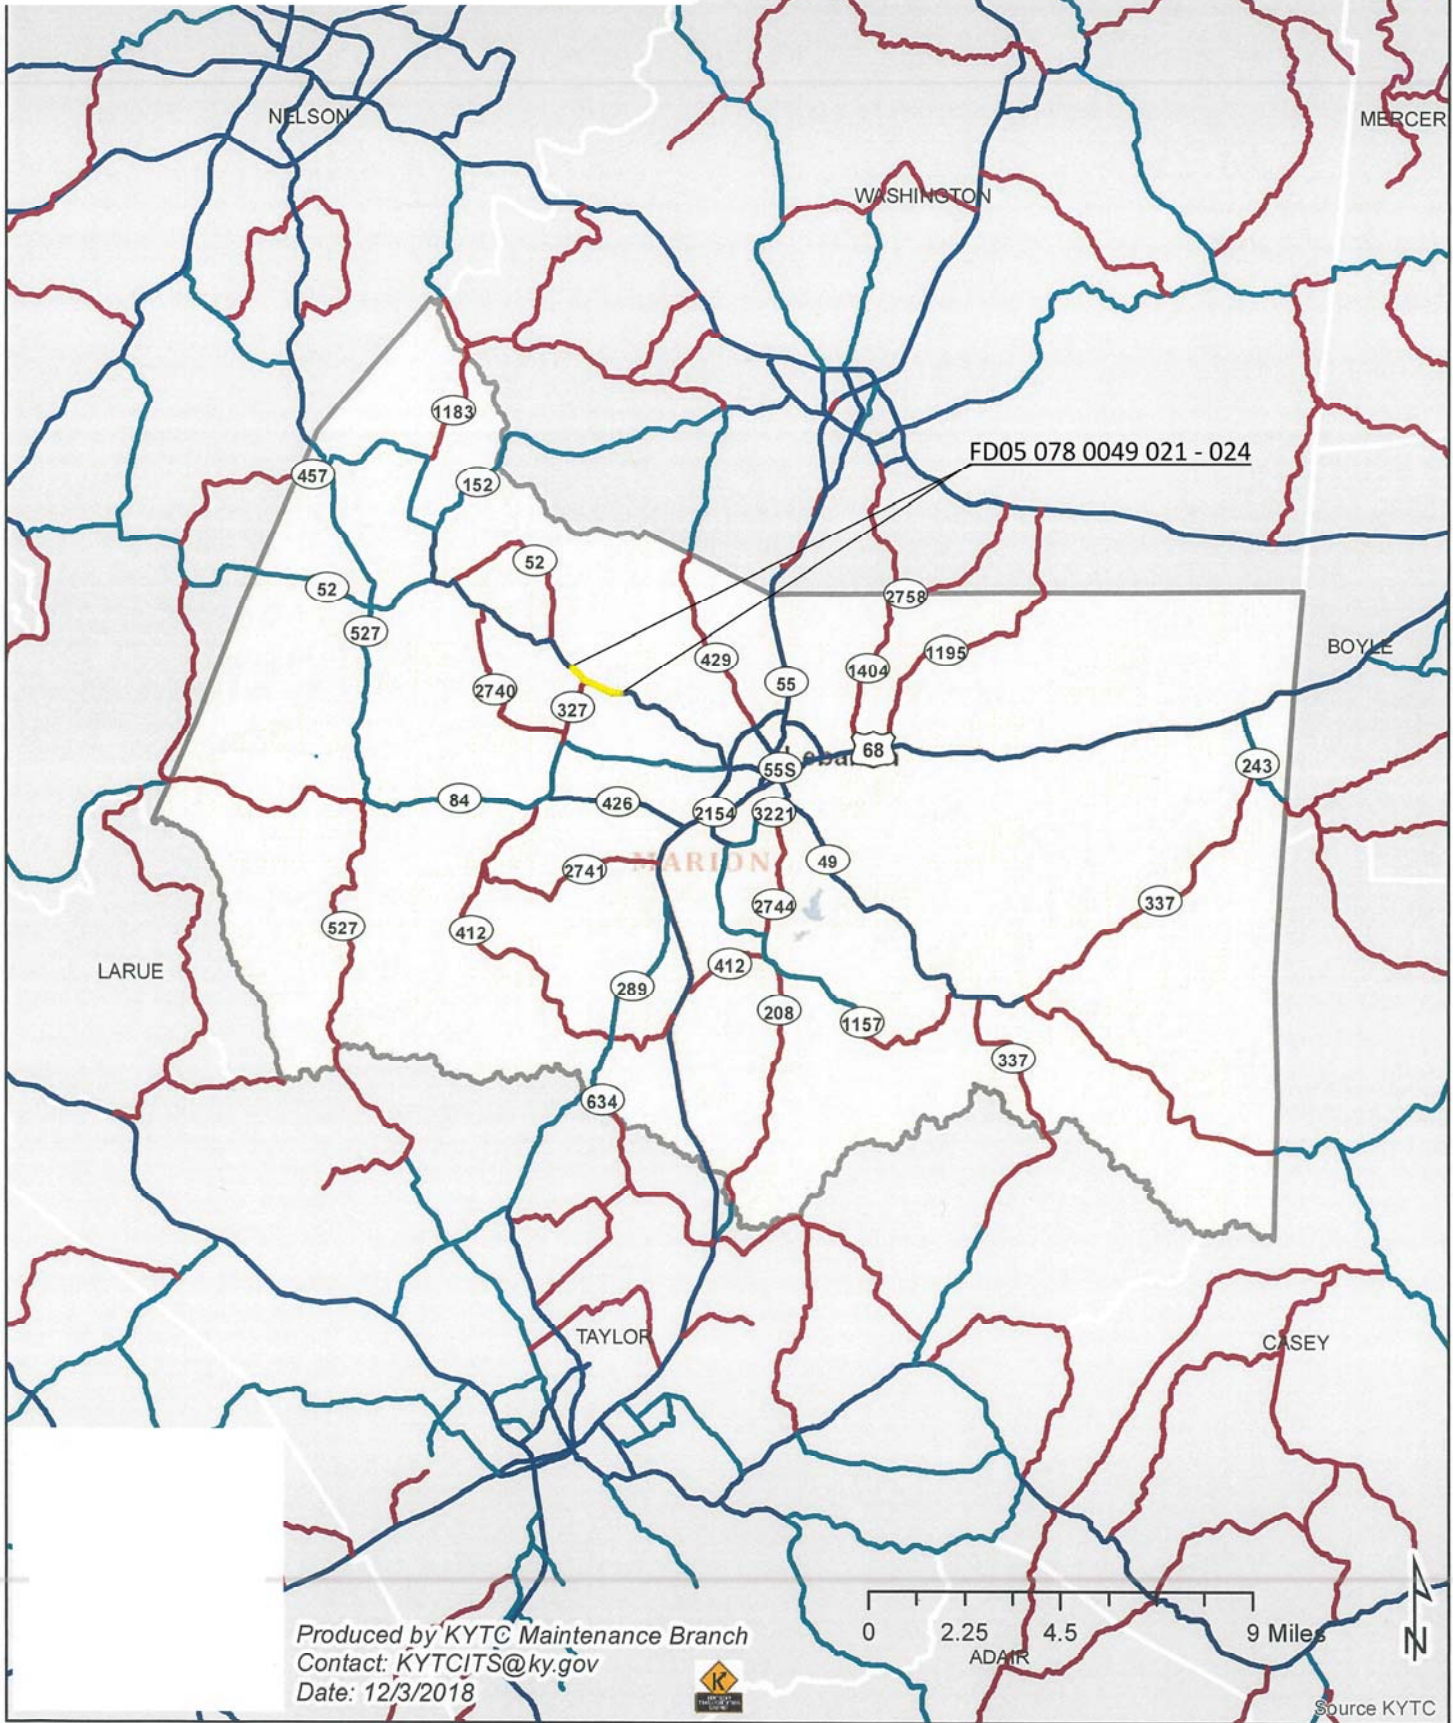 NELSON
MERCER
WASHINGTON
1183
FD05 078 0049 021 - 024
457
152
52
52
2758
527
BOYLE
1195
429
1404
55
2740
327
68
243
55S
84
426
2154
3221
49
MARION
2741
337
2744
527
412
412
LARUE
289
208
1157
337
634
TAYLOR
CASEY
0 2.25 4.5 9 Miles
ADAIR
Produced by KYTC Maintenance Branch
Contact: KYTCITS@ky.gov
Date: 12/3/2018
K
N
Source KYTC